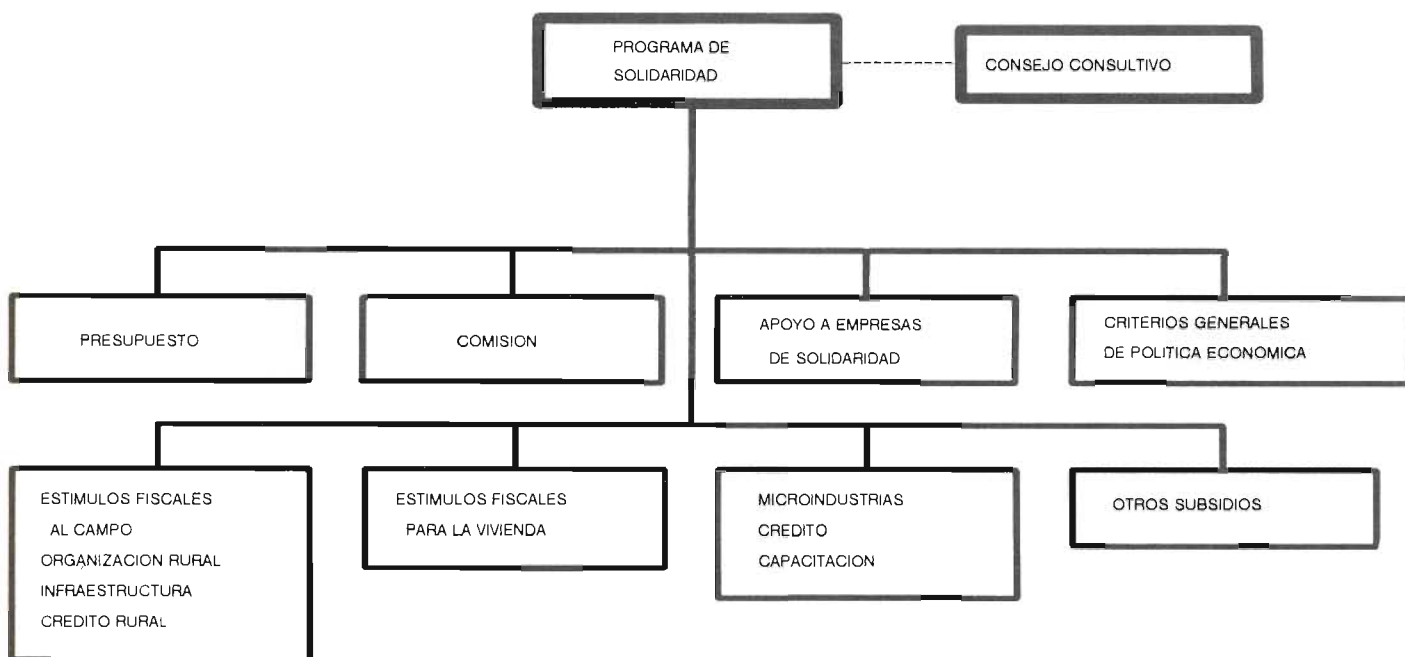 PROGRAMA DE
SOLIDARIDAD
CONSEJO CONSULTIVO
PRESUPUESTO
COMISION
APOYO A EMPRESAS
DE SOLIDARIDAD
CRITERIOS GENERALES
DE POLITICA ECONOMICA
ESTIMULOS FISCALES
AL CAMPO
ORGANIZACION RURAL
INFRAESTRUCTURA
CREDITO RURAL
ESTIMULOS FISCALES
PARA LA VIVIENDA
MICROINDUSTRIAS
CREDITO
CAPACITACION
OTROS SUBSIDIOS